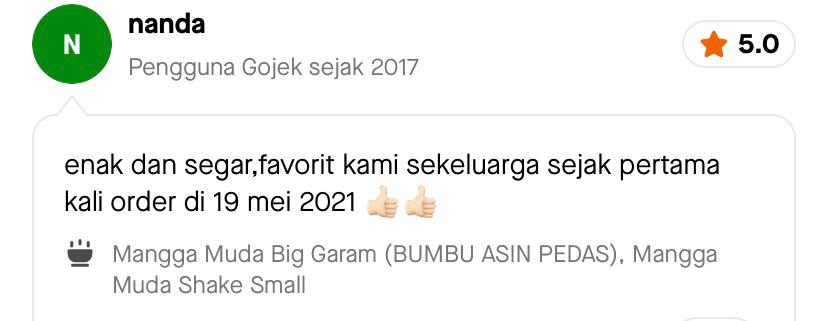 N
nanda
5.0
Pengguna Gojek sejak 2017
enak dan segar,favorit kami sekeluarga sejak pertama
kali order di 19 mei 2021 👍🏻👍🏻
Mangga Muda Big Garam (BUMBU ASIN PEDAS), Mangga
Muda Shake Small